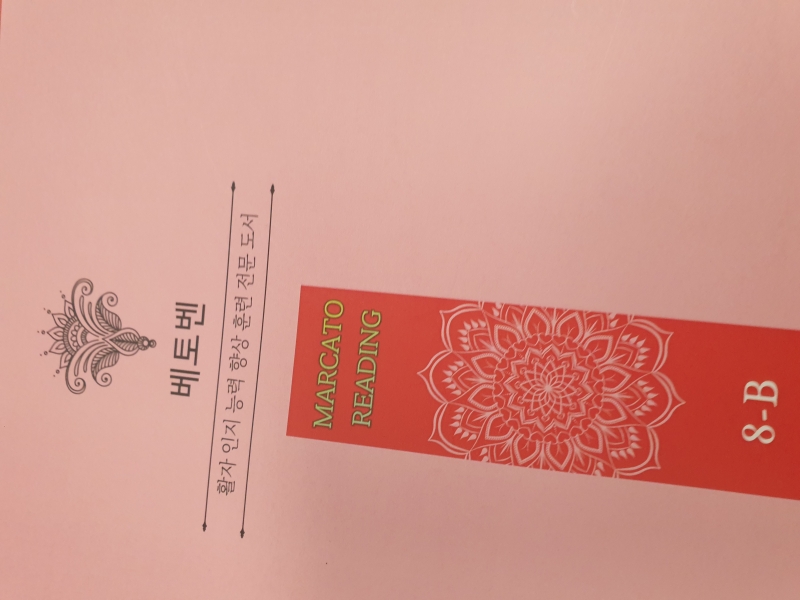 베토벤
활자 인지 능력 향상 훈련 전문 도서
MARCATO
READING
8-B